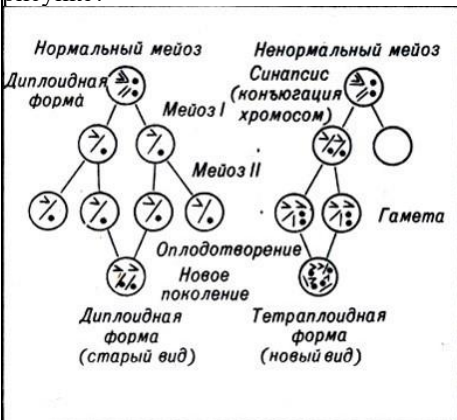 Нормальный мейоз
Ненормальный мейоз
Диплоидная
форма
Синапсис
(конъюгация
хромосом)
Мейоз I
Мейоз II
Гамета
Оплодотворение
Новое
поколение
Диплоидная
форма
(старый вид)
Тетраплоидная
форма
(новый вид)